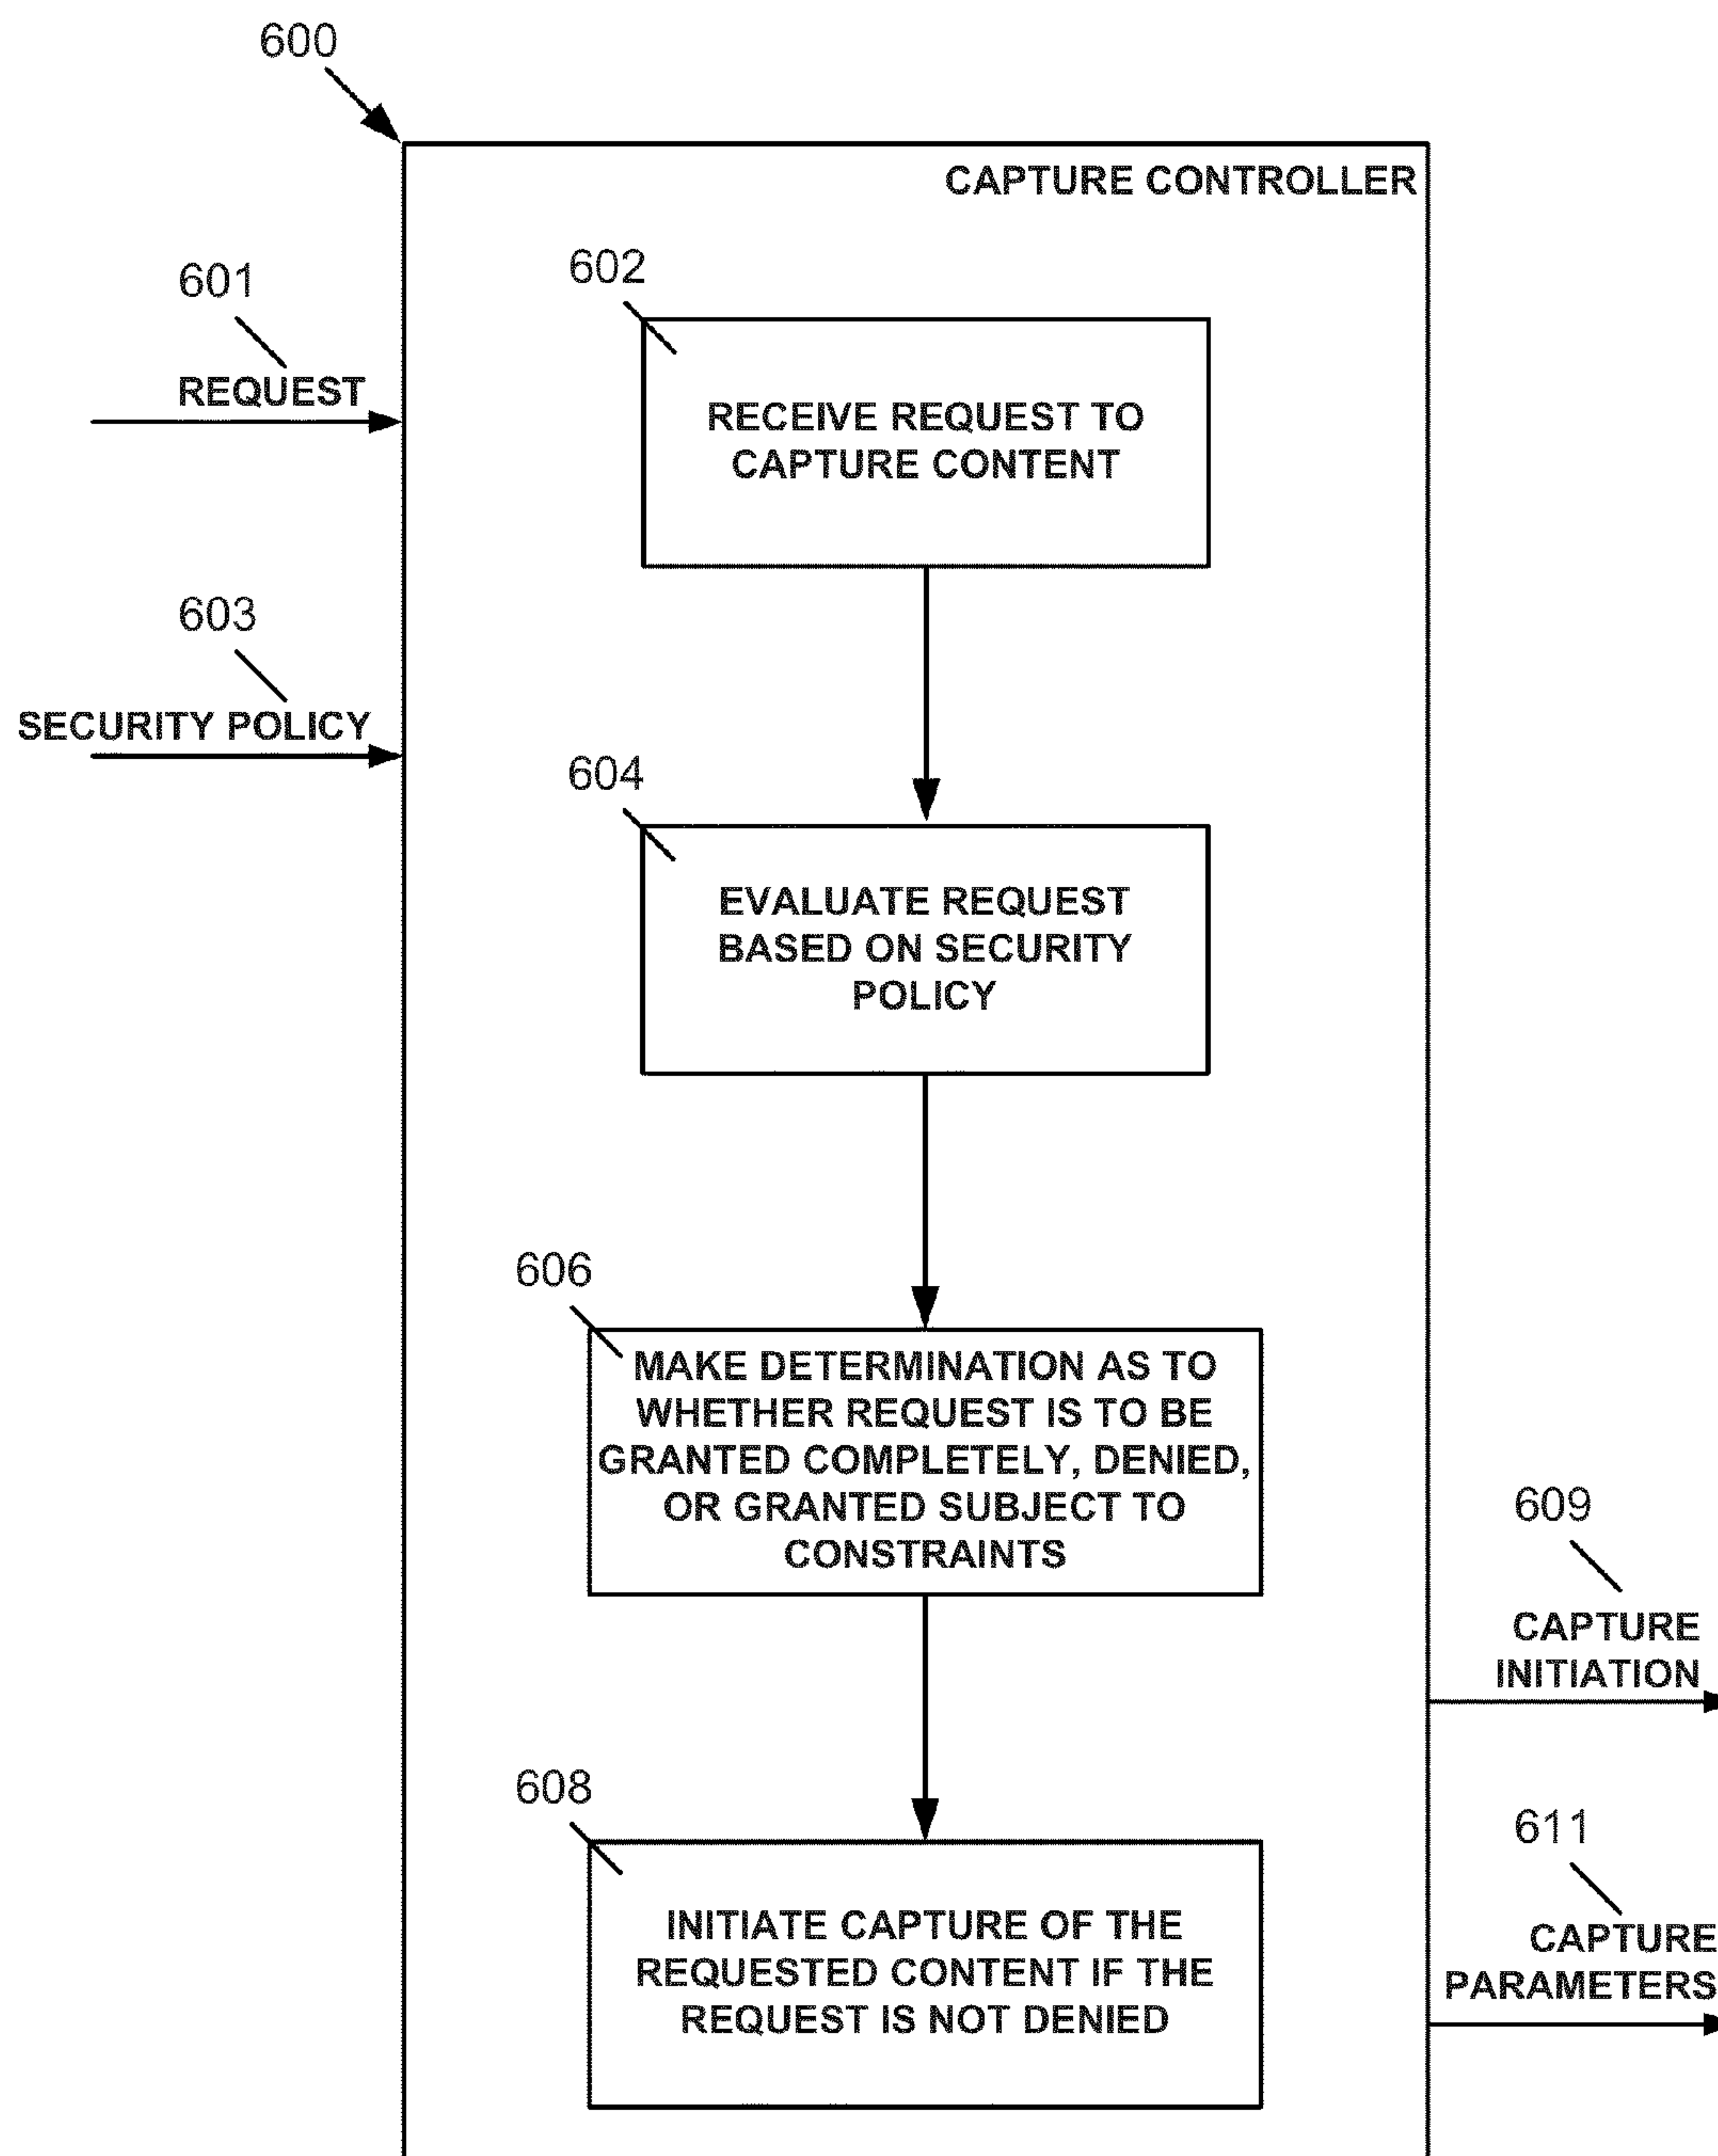 600
CAPTURE CONTROLLER
601
REQUEST
602
RECEIVE REQUEST TO
CAPTURE CONTENT
603
SECURITY POLICY
604
EVALUATE REQUEST
BASED ON SECURITY
POLICY
606
MAKE DETERMINATION AS TO
WHETHER REQUEST IS TO BE
GRANTED COMPLETELY, DENIED,
OR GRANTED SUBJECT TO
CONSTRAINTS
609
CAPTURE
INITIATION
608
INITIATE CAPTURE OF THE
REQUESTED CONTENT IF THE
REQUEST IS NOT DENIED
611
CAPTURE
PARAMETERS